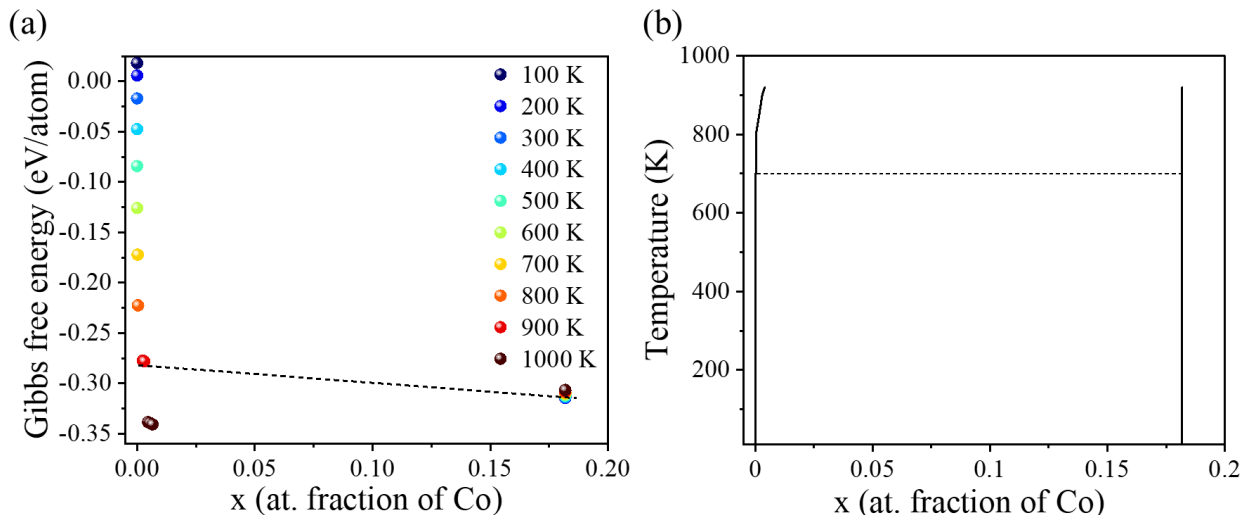 (a)
Gibbs free energy (eV/atom)
0.00
-0.05
-0.10
-0.15
-0.20
-0.25
-0.30
-0.35
100 K
200 K
300 K
400 K
500 K
600 K
700 K
800 K
900 K
1000 K
0.00
0.05
0.10
0.15
0.20
x (at. fraction of Co)
(b)
Temperature (K)
1000
800
600
400
200
0
0.05
0.1
0.15
0.2
x (at. fraction of Co)